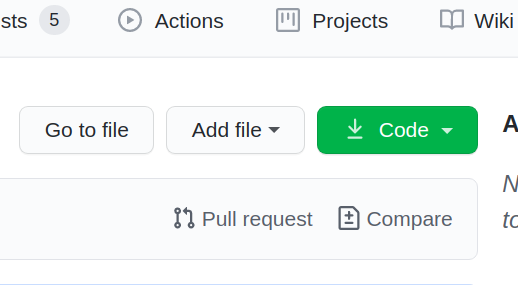 sts 5 Actions Projects Wiki
Go to file Add file Code A
N
Pull request Compare to